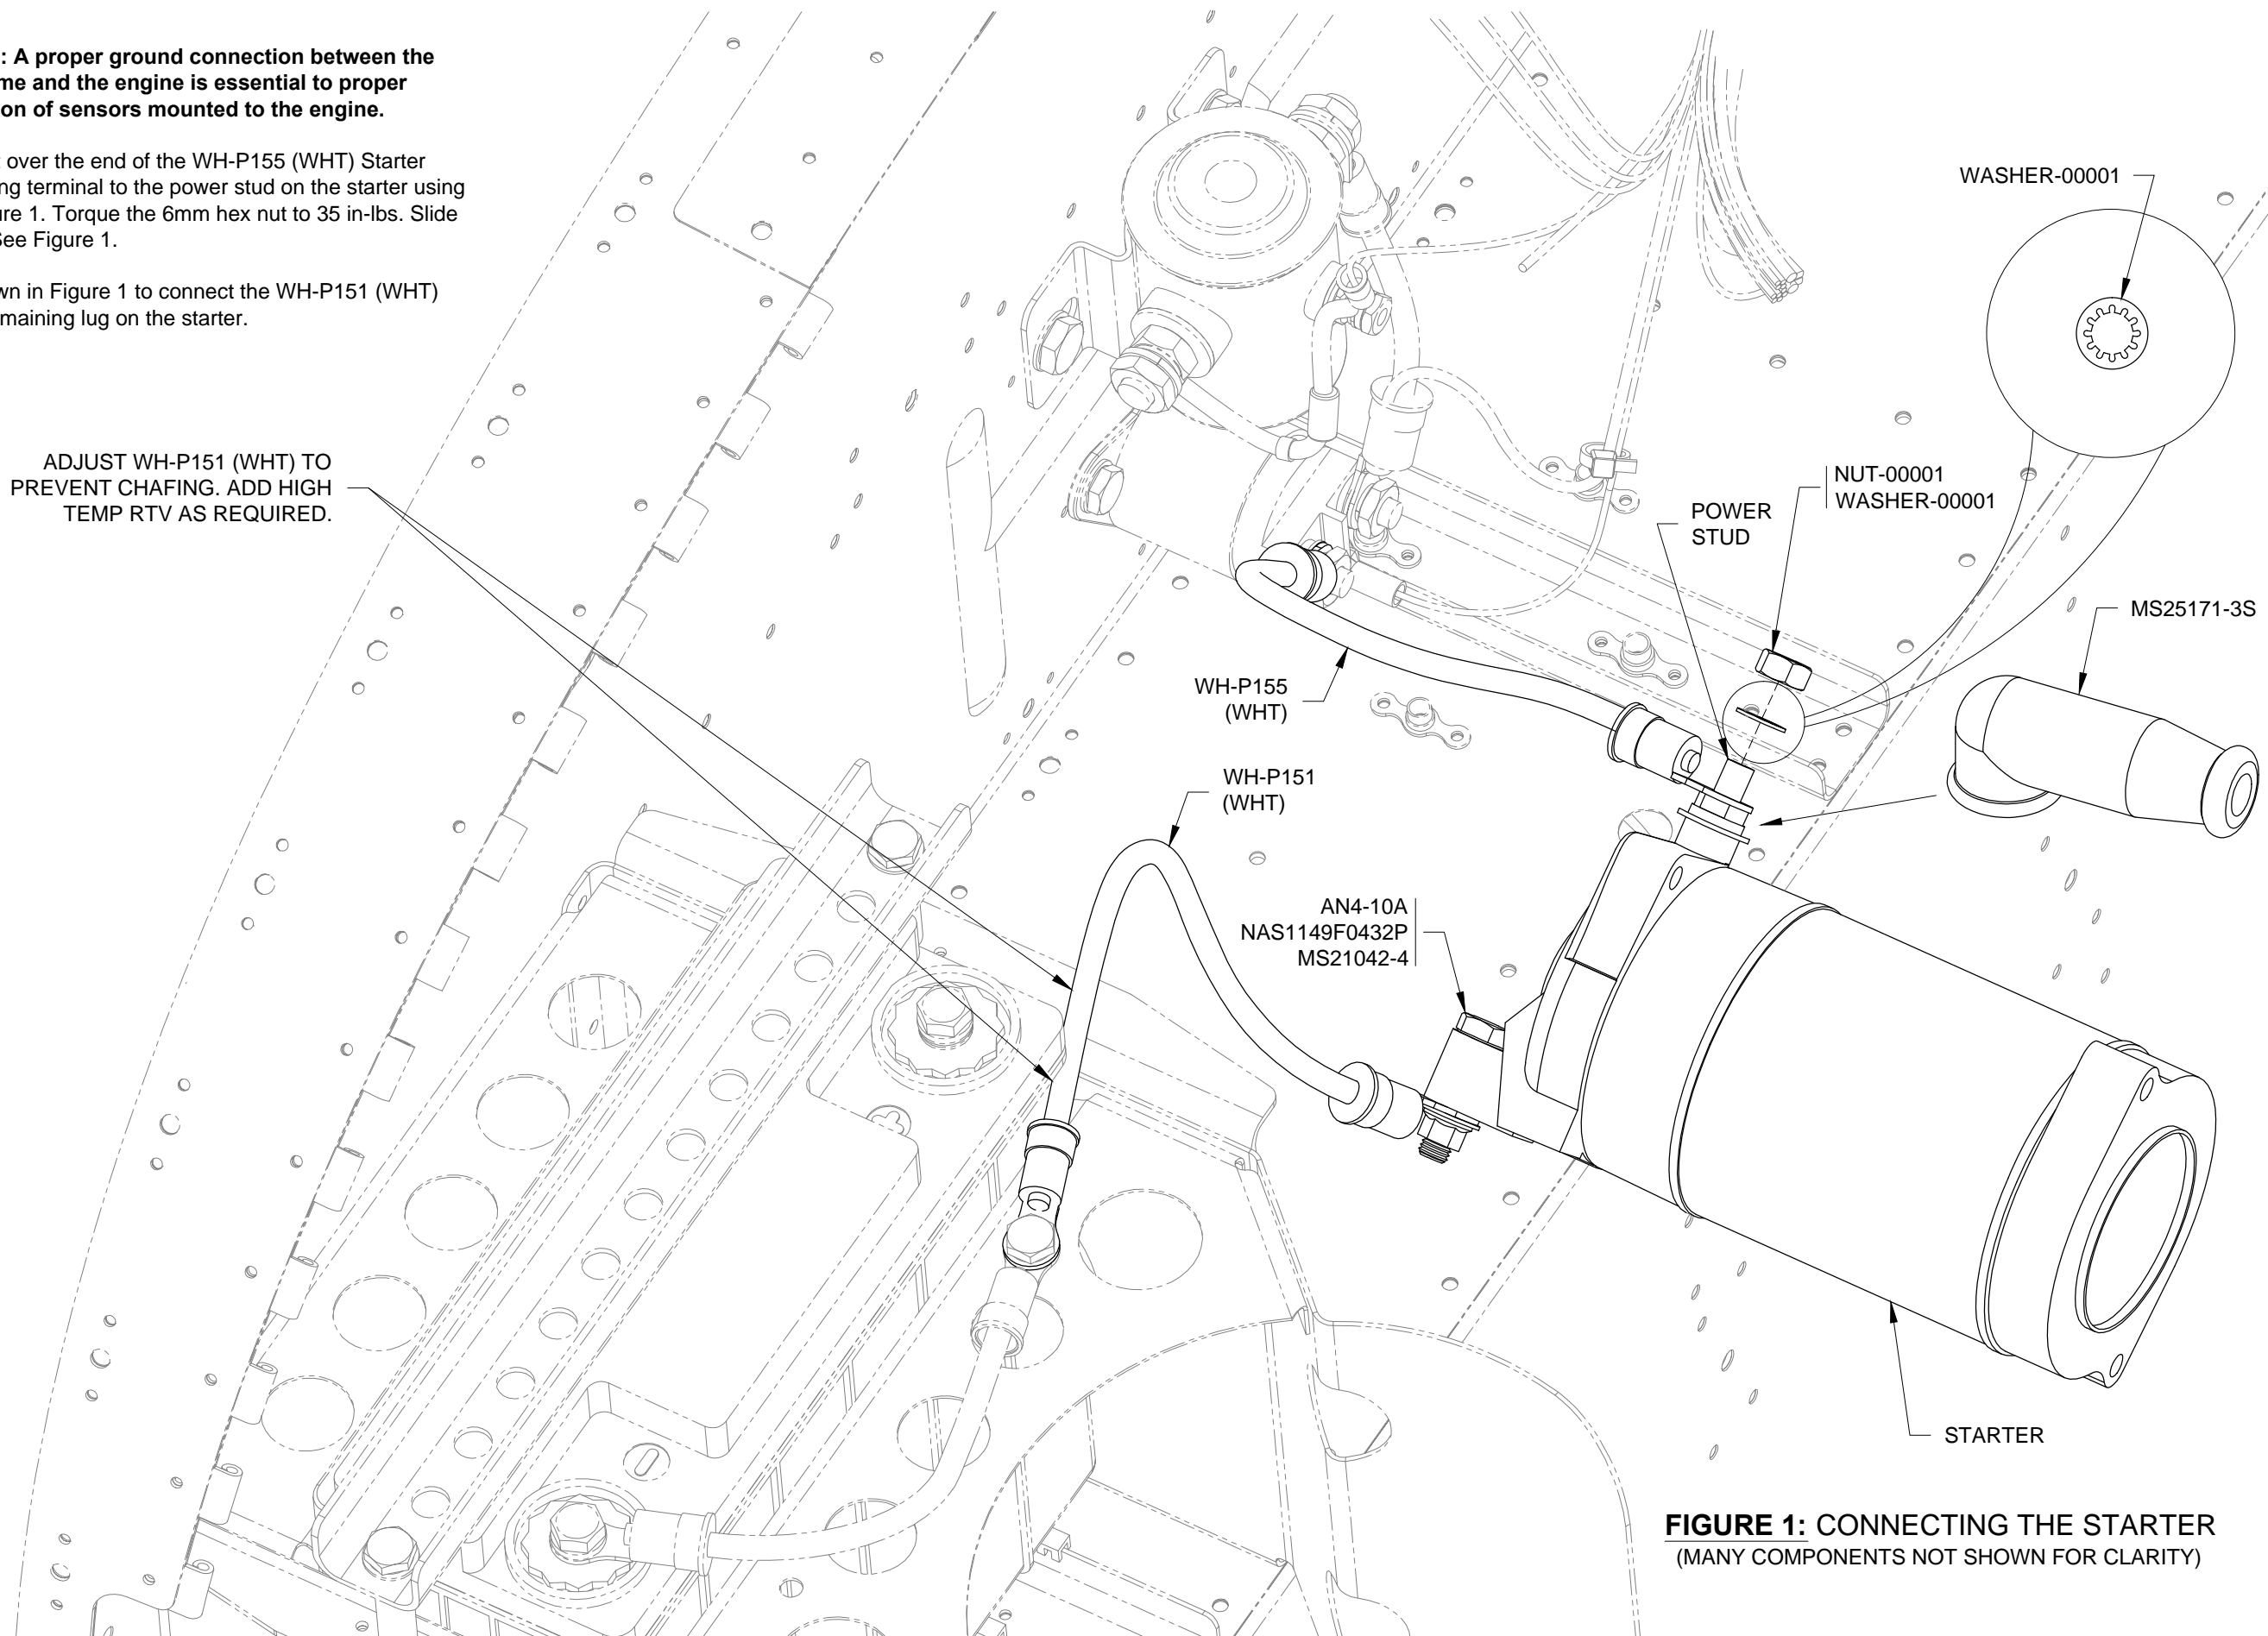 : A proper ground connection between the
me and the engine is essential to proper
on of sensors mounted to the engine.
over the end of the WH-P155 (WHT) Starter
ng terminal to the power stud on the starter using
ure 1. Torque the 6mm hex nut to 35 in-lbs. Slide
See Figure 1.
wn in Figure 1 to connect the WH-P151 (WHT)
maining lug on the starter.
WASHER-00001
ADJUST WH-P151 (WHT) TO
PREVENT CHAFING. ADD HIGH
TEMP RTV AS REQUIRED.
NUT-00001
WASHER-00001
POWER
STUD
MS25171-3S
WH-P155
(WHT)
WH-P151
(WHT)
AN4-10A
NAS1149F0432P
MS21042-4
STARTER
FIGURE 1: CONNECTING THE STARTER
(MANY COMPONENTS NOT SHOWN FOR CLARITY)